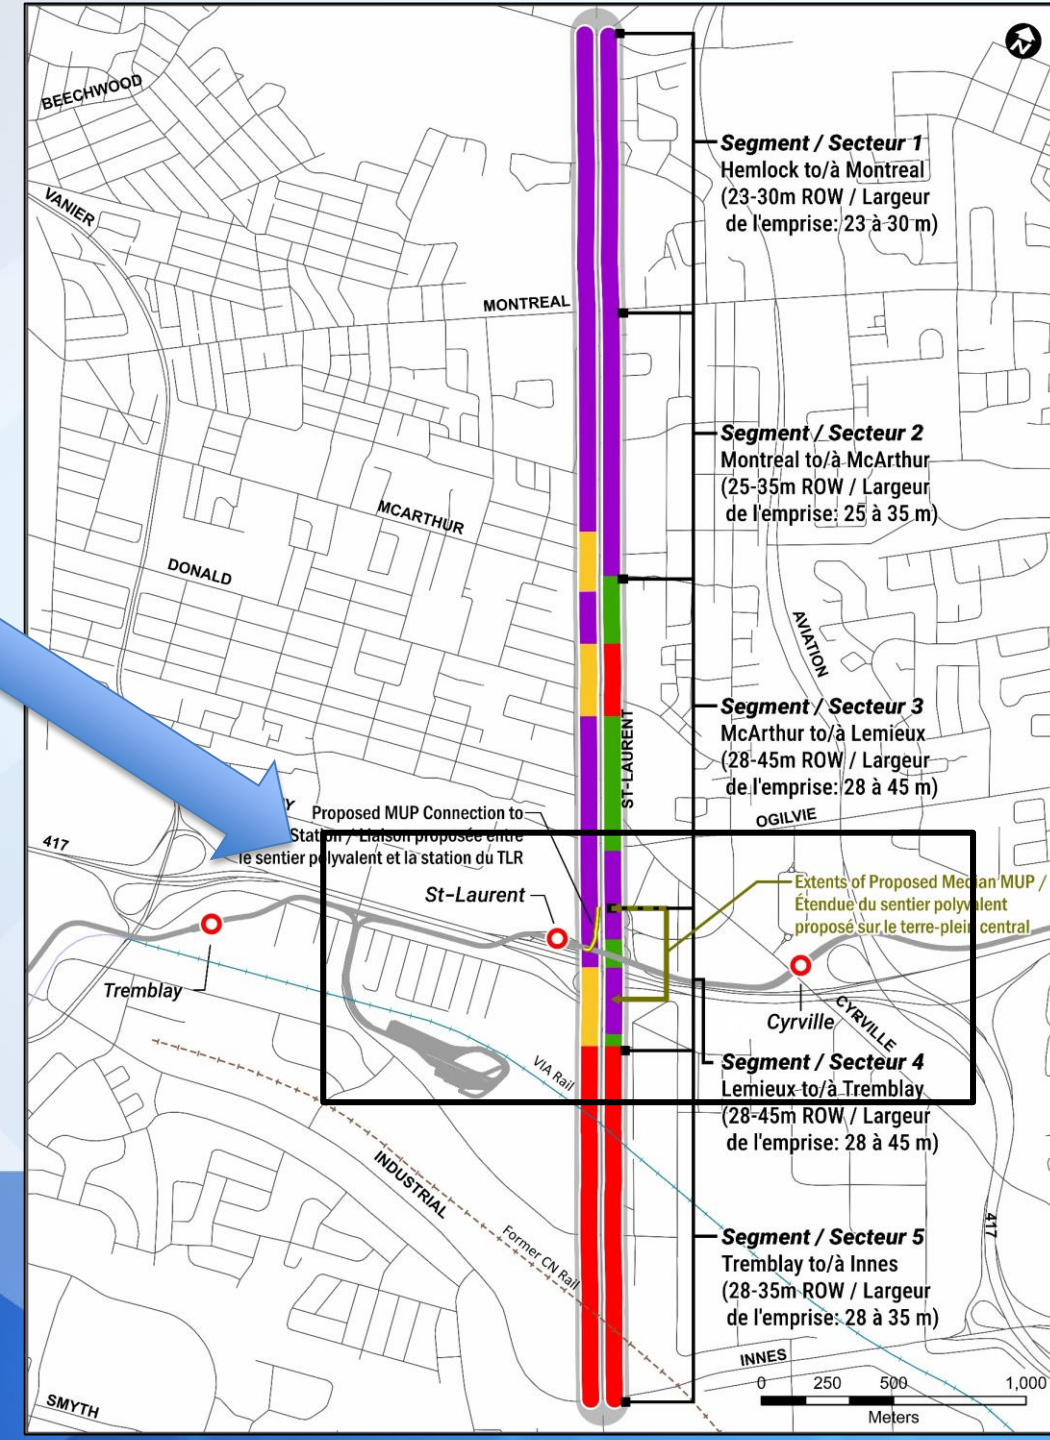 N
BEECHWOOD
VANIER
Segment / Secteur 1
Hemlock to/à Montreal
(23-30m ROW / Largeur
de l'emprise: 23 à 30 m)
MONTREAL
Segment / Secteur 2
Montreal to/à McArthur
(25-35m ROW / Largeur
de l'emprise: 25 à 35 m)
MCARTHUR
DONALD
AVIATION
ST-LAURENT
Segment / Secteur 3
McArthur to/à Lemieux
(28-45m ROW / Largeur
de l'emprise: 28 à 45 m)
OGILVIE
417
Proposed MUP Connection to
Station / Liaison proposée entre
le sentier polyvalent et la station du TLR
St-Laurent
Extents of Proposed Median MUP /
Étendue du sentier polyvalent
proposé sur le terre-plein central
Tremblay
Cyrville
CYRVILLE
VIA Rail
Segment / Secteur 4
Lemieux to/à Tremblay
(28-45m ROW / Largeur
de l'emprise: 28 à 45 m)
INDUSTRIAL
Former CN Rail
417
Segment / Secteur 5
Tremblay to/à Innes
(28-35m ROW / Largeur
de l'emprise: 28 à 35 m)
INNES
SMYTH
0 250 500 1,000
Meters